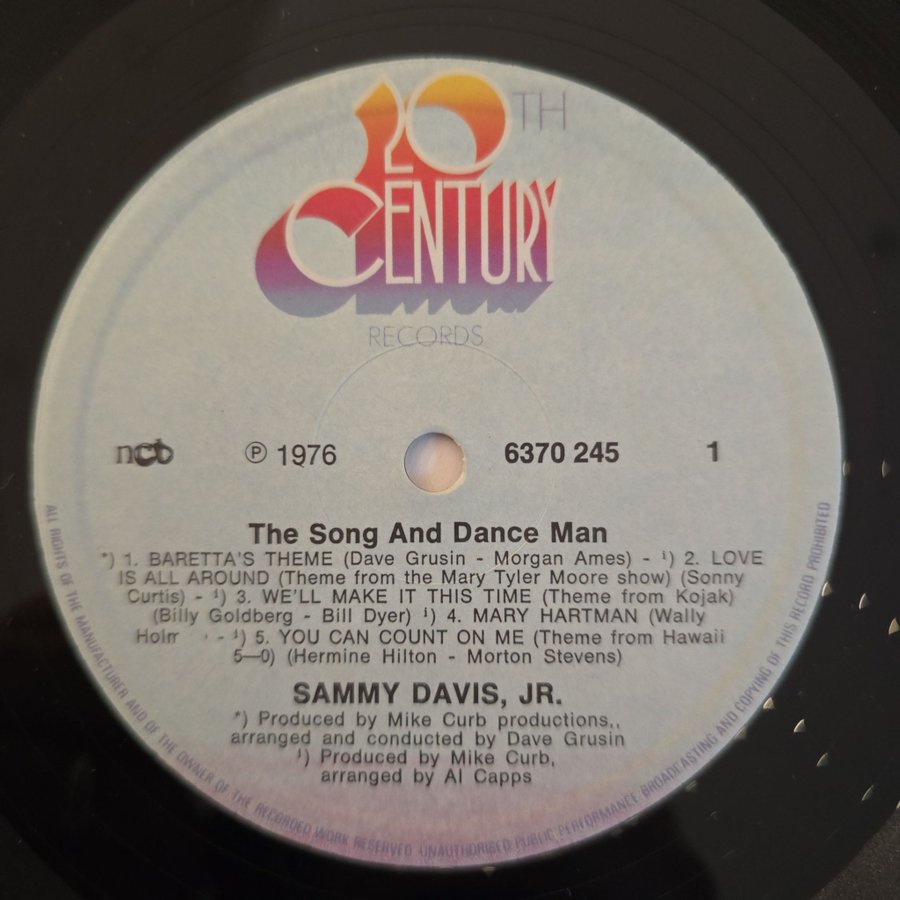 20TH
CENTURY
RECORDS
ncb ℗ 1976 6370 245 1
The Song And Dance Man
*) 1. BARETTA'S THEME (Dave Grusin - Morgan Ames) - ¹) 2. LOVE
IS ALL AROUND (Theme from the Mary Tyler Moore show) (Sonny
Curtis) - ¹) 3. WE'LL MAKE IT THIS TIME (Theme from Kojak)
(Billy Goldberg - Bill Dyer) ¹) 4. MARY HARTMAN (Wally
- ¹) 5. YOU CAN COUNT ON ME (Theme from Hawaii
5—0) (Hermine Hilton - Morton Stevens)
SAMMY DAVIS, JR.
*) Produced by Mike Curb productions,.
arranged and conducted by Dave Grusin
¹) Produced by Mike Curb,
arranged by Al Capps
ALL RIGHTS OF THE MANUFACTURER AND OF THE OWNER OF THE RECORDED WORK RESERVED UNAUTHORISED PUBLIC PERFORMANCE BROADCASTING AND COPYING OF THIS RECORD PROHIBITED